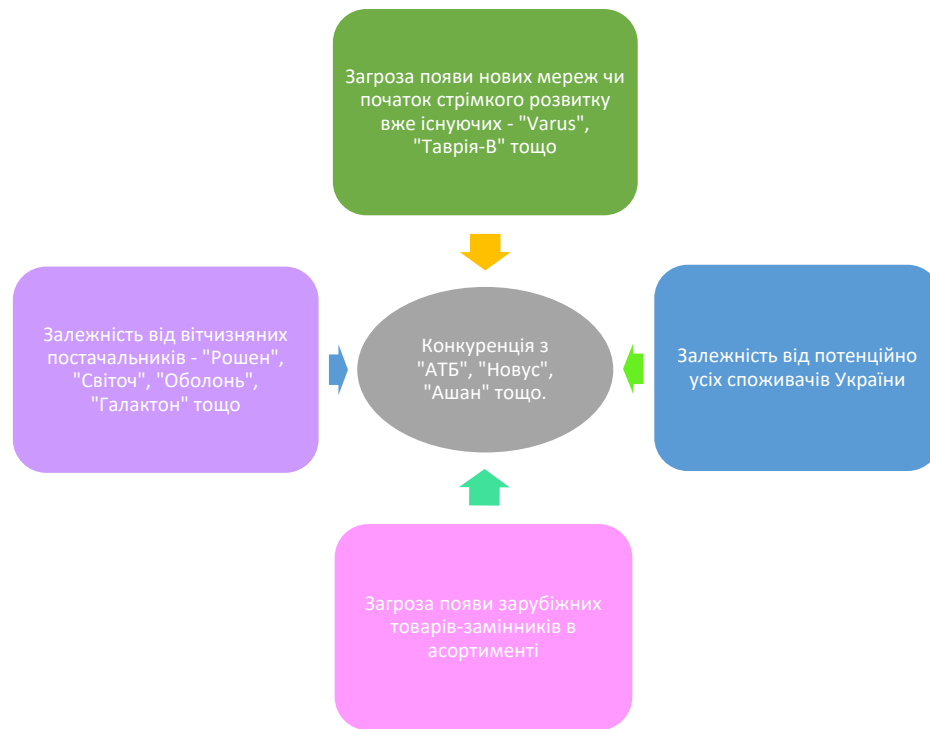 Загроза появи нових мереж чи
початок стрімкого розвитку
вже існуючих - "Varus",
"Таврія-В" тощо
Залежність від вітчизняних
постачальників - "Рошен",
"Світоч", "Оболонь",
"Галактон" тощо
Конкуренція з
"АТБ", "Новус",
"Ашан" тощо.
Залежність від потенційно
усіх споживачів України
Загроза появи зарубіжних
товарів-замінників в
асортименті